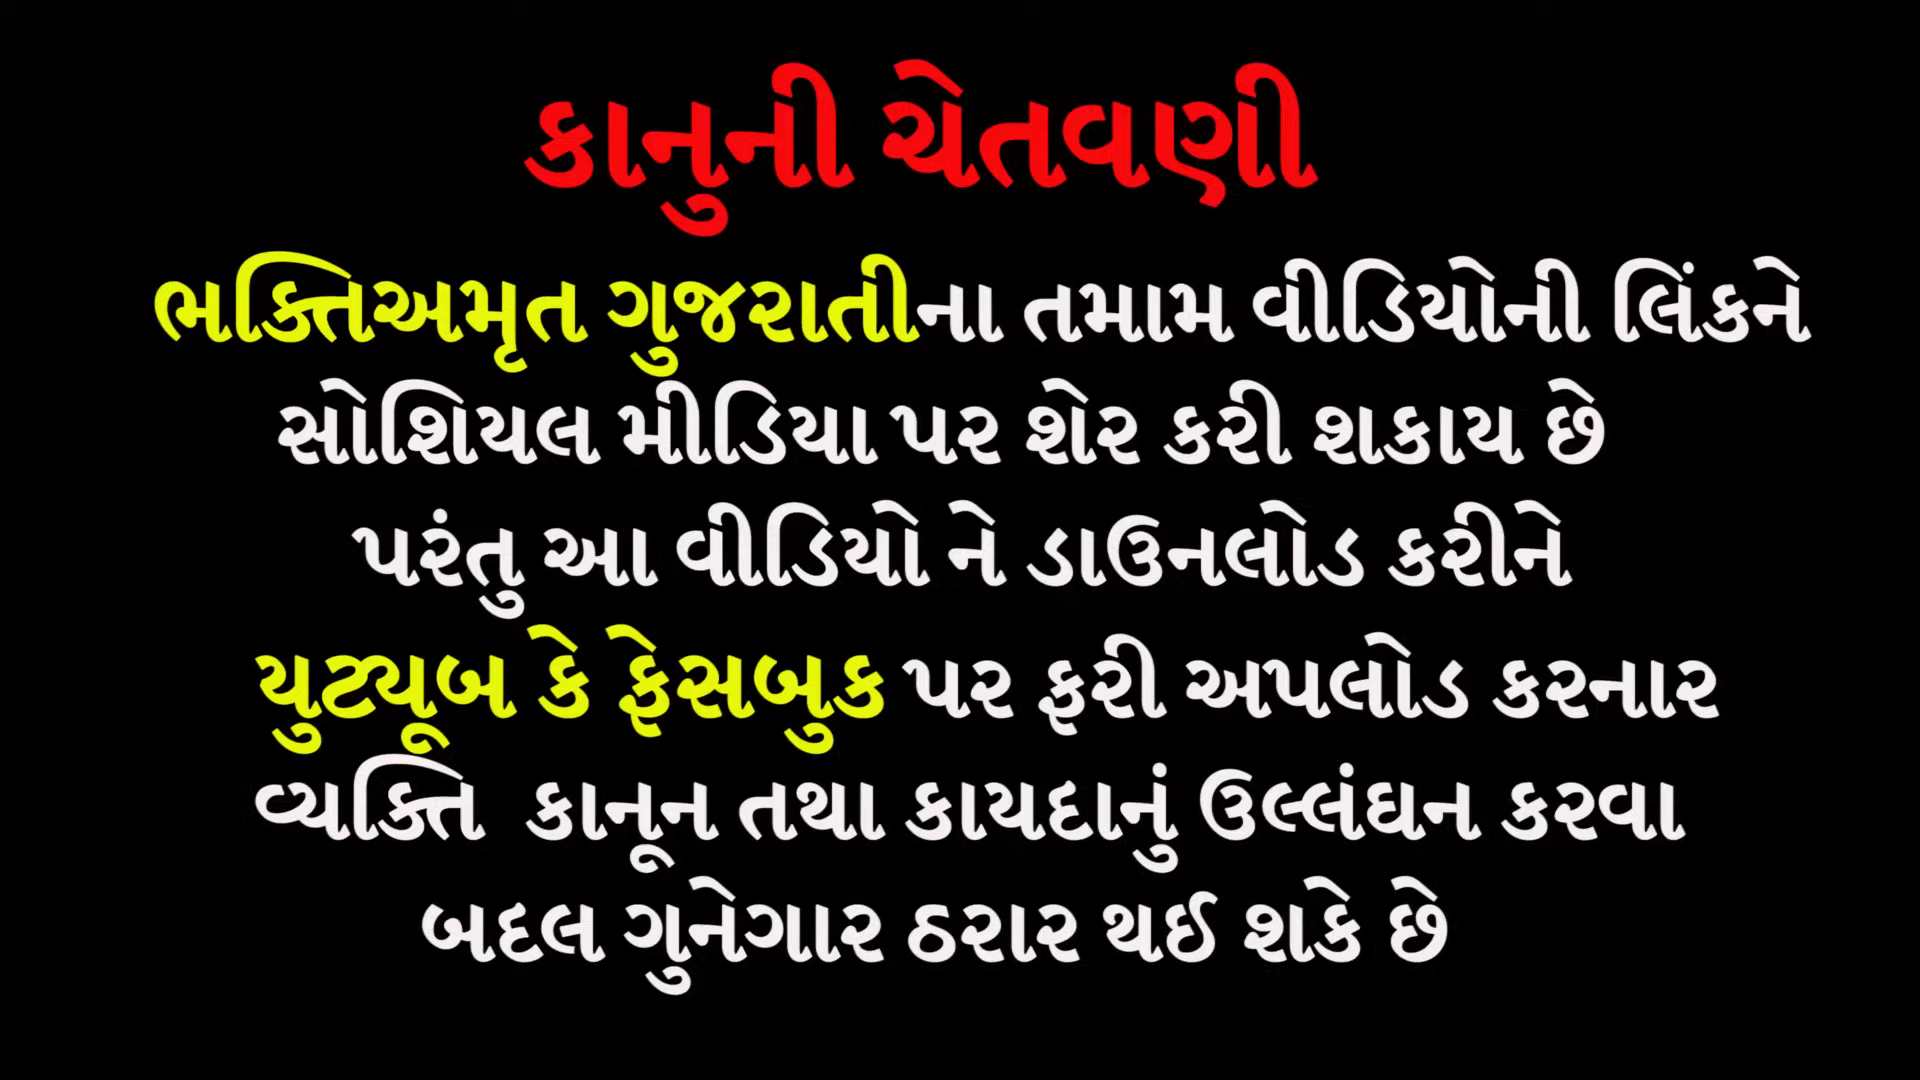 કાનુની ચેતવણી
ભક્તિઅમૃત ગુજરાતીના તમામ વીડિયોની લિંકને
સોશિયલ મીડિયા પર શેર કરી શકાય છે
પરંતુ આ વીડિયો ને ડાઉનલોડ કરીને
યુટ્યૂબ કે ફેસબુક પર ફરી અપલોડ કરનાર
વ્યક્તિ કાનૂન તથા કાયદાનું ઉલ્લંઘન કરવા
બદલ ગુનેગાર ઠરાર થઈ શકે છે